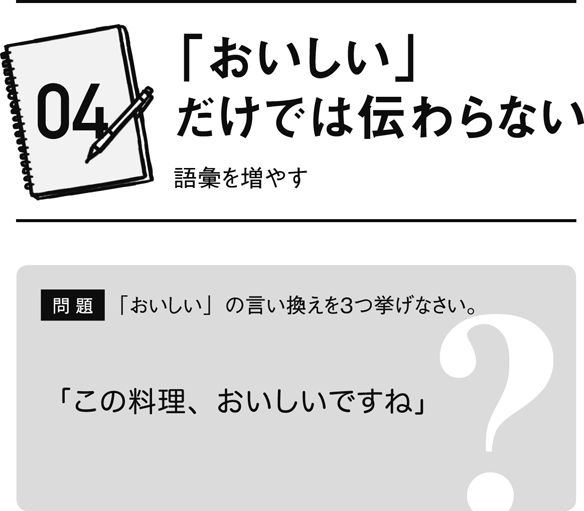 04
「おいしい」
だけでは伝わらない
語彙を増やす
問題 「おいしい」の言い換えを3つ挙げなさい。
「この料理、おいしいですね」
?